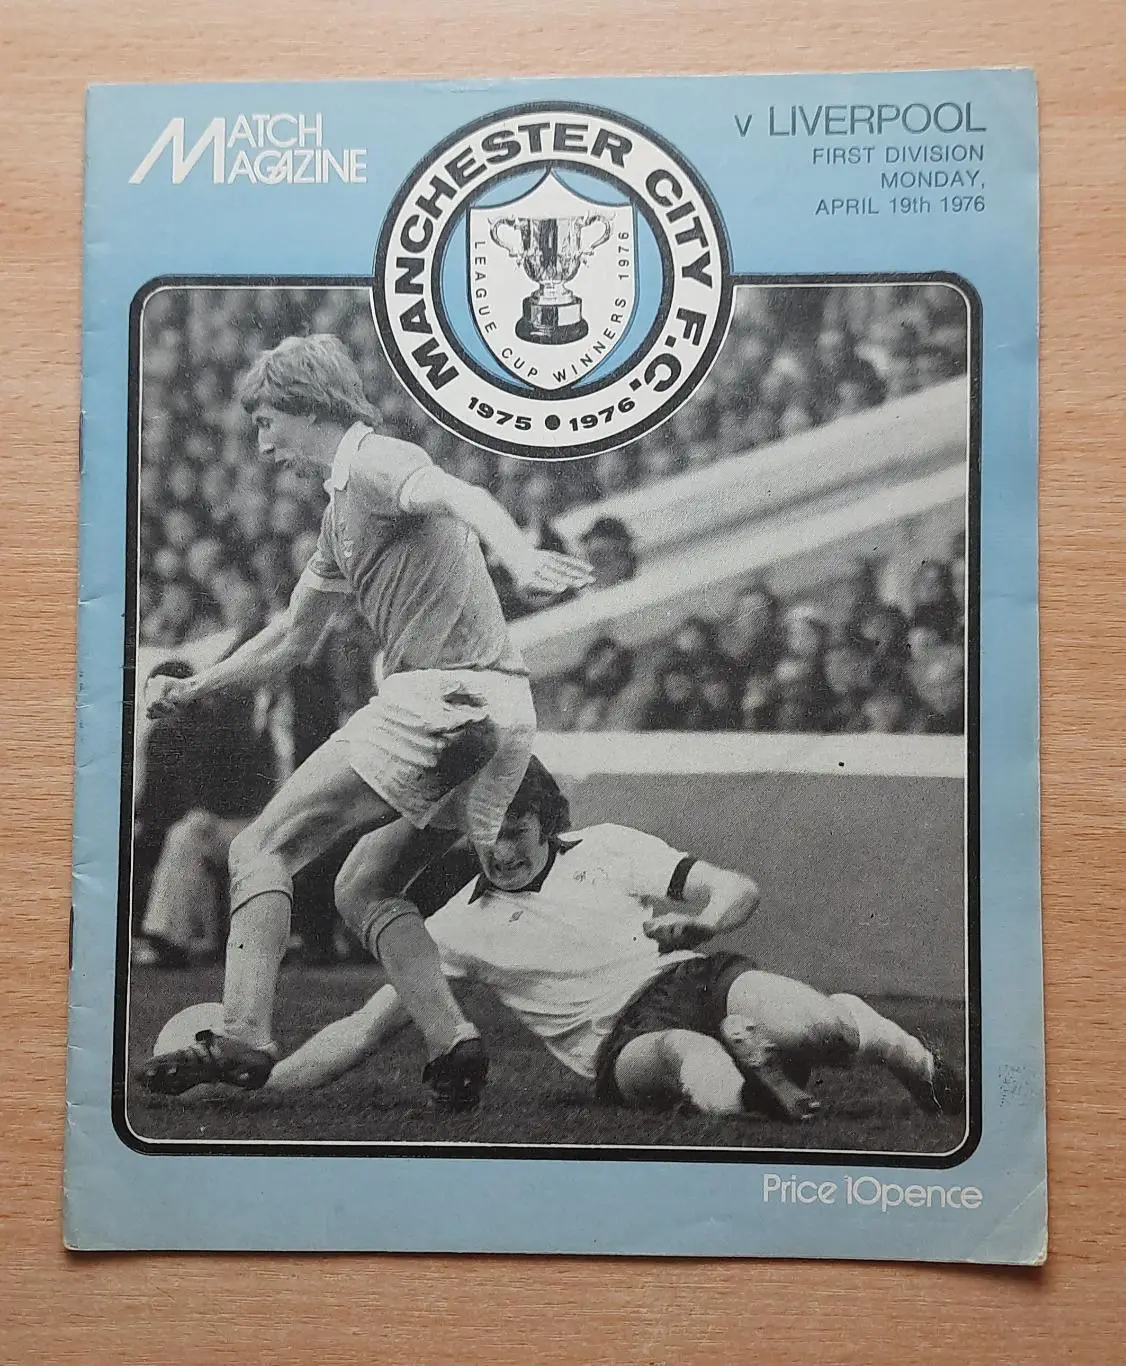 MATCH
MAGAZINE
MANCHESTER CITY F.C.
LEAGUE CUP WINNERS 1976
1975 ● 1976
v LIVERPOOL
FIRST DIVISION
MONDAY,
APRIL 19th 1976
Price 10pence